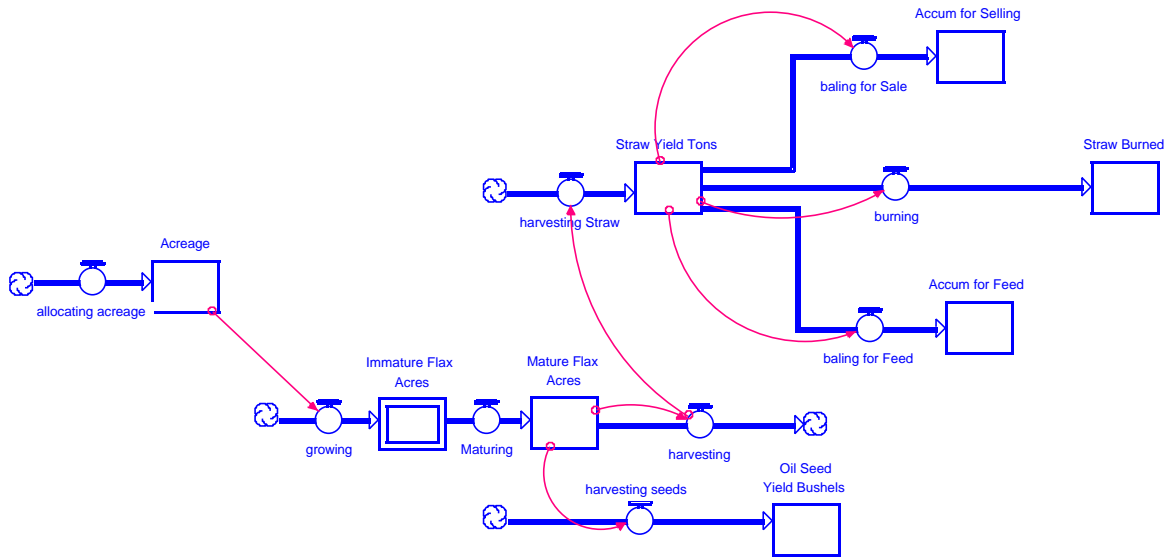 Accum for Selling
baling for Sale
Straw Yield Tons
Straw Burned
harvesting Straw
burning
Acreage
allocating acreage
Accum for Feed
baling for Feed
Immature Flax
Acres
Mature Flax
Acres
growing
Maturing
harvesting
Oil Seed
Yield Bushels
harvesting seeds